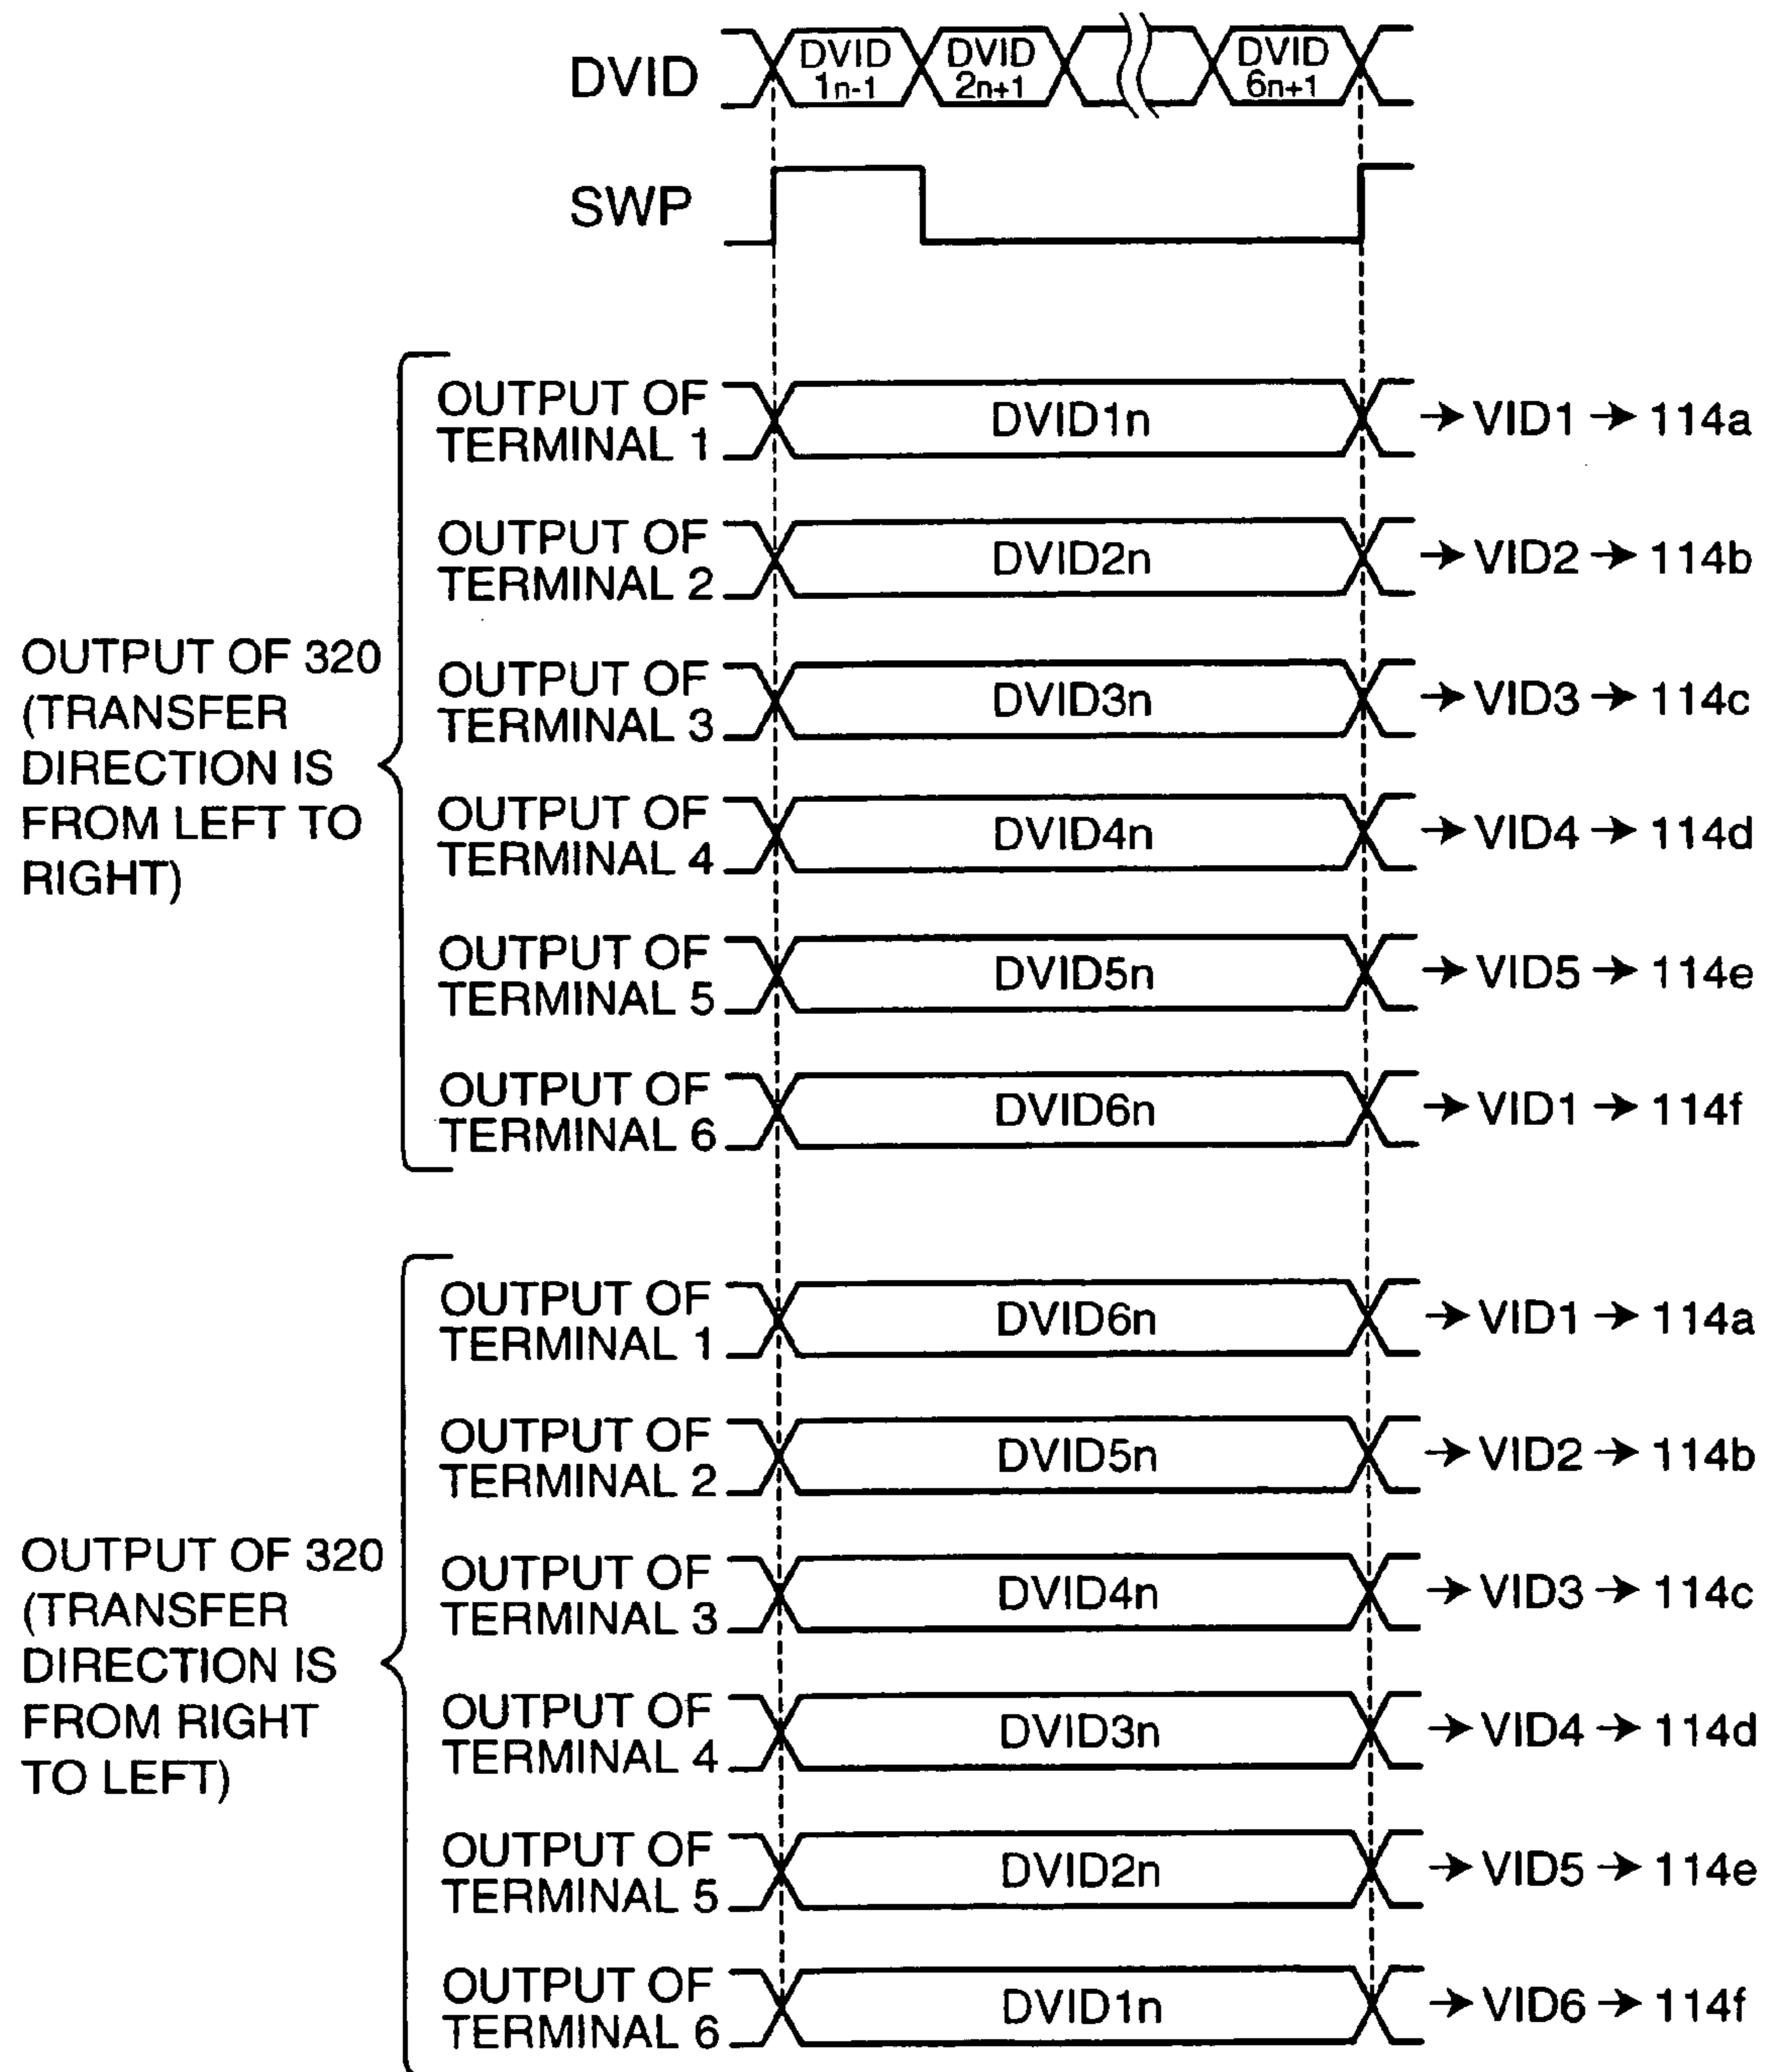 DVID
DVID
1n-1
DVID
2n+1
DVID
6n+1
SWP
OUTPUT OF 320
(TRANSFER
DIRECTION IS
FROM LEFT TO
RIGHT)
OUTPUT OF
TERMINAL 1
DVID1n
→ VID1 → 114a
OUTPUT OF
TERMINAL 2
DVID2n
→ VID2 → 114b
OUTPUT OF
TERMINAL 3
DVID3n
→ VID3 → 114c
OUTPUT OF
TERMINAL 4
DVID4n
→ VID4 → 114d
OUTPUT OF
TERMINAL 5
DVID5n
→ VID5 → 114e
OUTPUT OF
TERMINAL 6
DVID6n
→ VID1 → 114f
OUTPUT OF 320
(TRANSFER
DIRECTION IS
FROM RIGHT
TO LEFT)
OUTPUT OF
TERMINAL 1
DVID6n
→ VID1 → 114a
OUTPUT OF
TERMINAL 2
DVID5n
→ VID2 → 114b
OUTPUT OF
TERMINAL 3
DVID4n
→ VID3 → 114c
OUTPUT OF
TERMINAL 4
DVID3n
→ VID4 → 114d
OUTPUT OF
TERMINAL 5
DVID2n
→ VID5 → 114e
OUTPUT OF
TERMINAL 6
DVID1n
→ VID6 → 114f